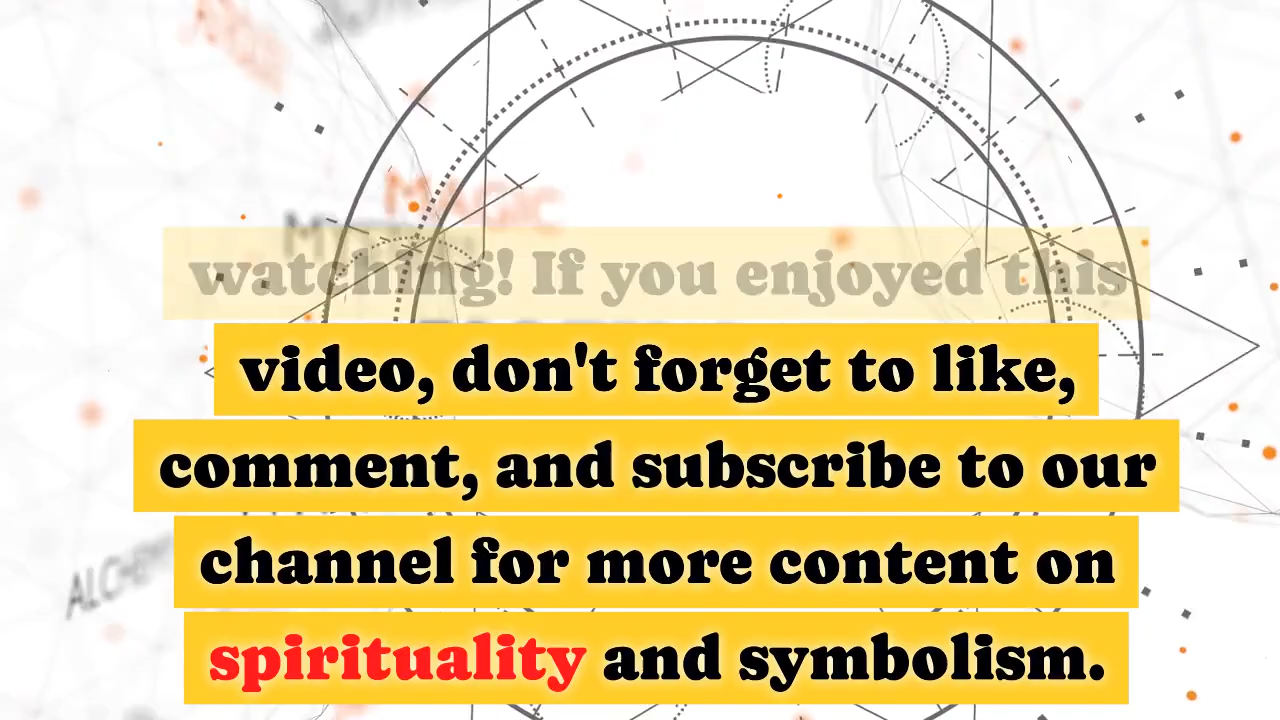 MAGIC
watching! If you enjoyed this
video, don't forget to like,
comment, and subscribe to our
channel for more content on
spirituality and symbolism.